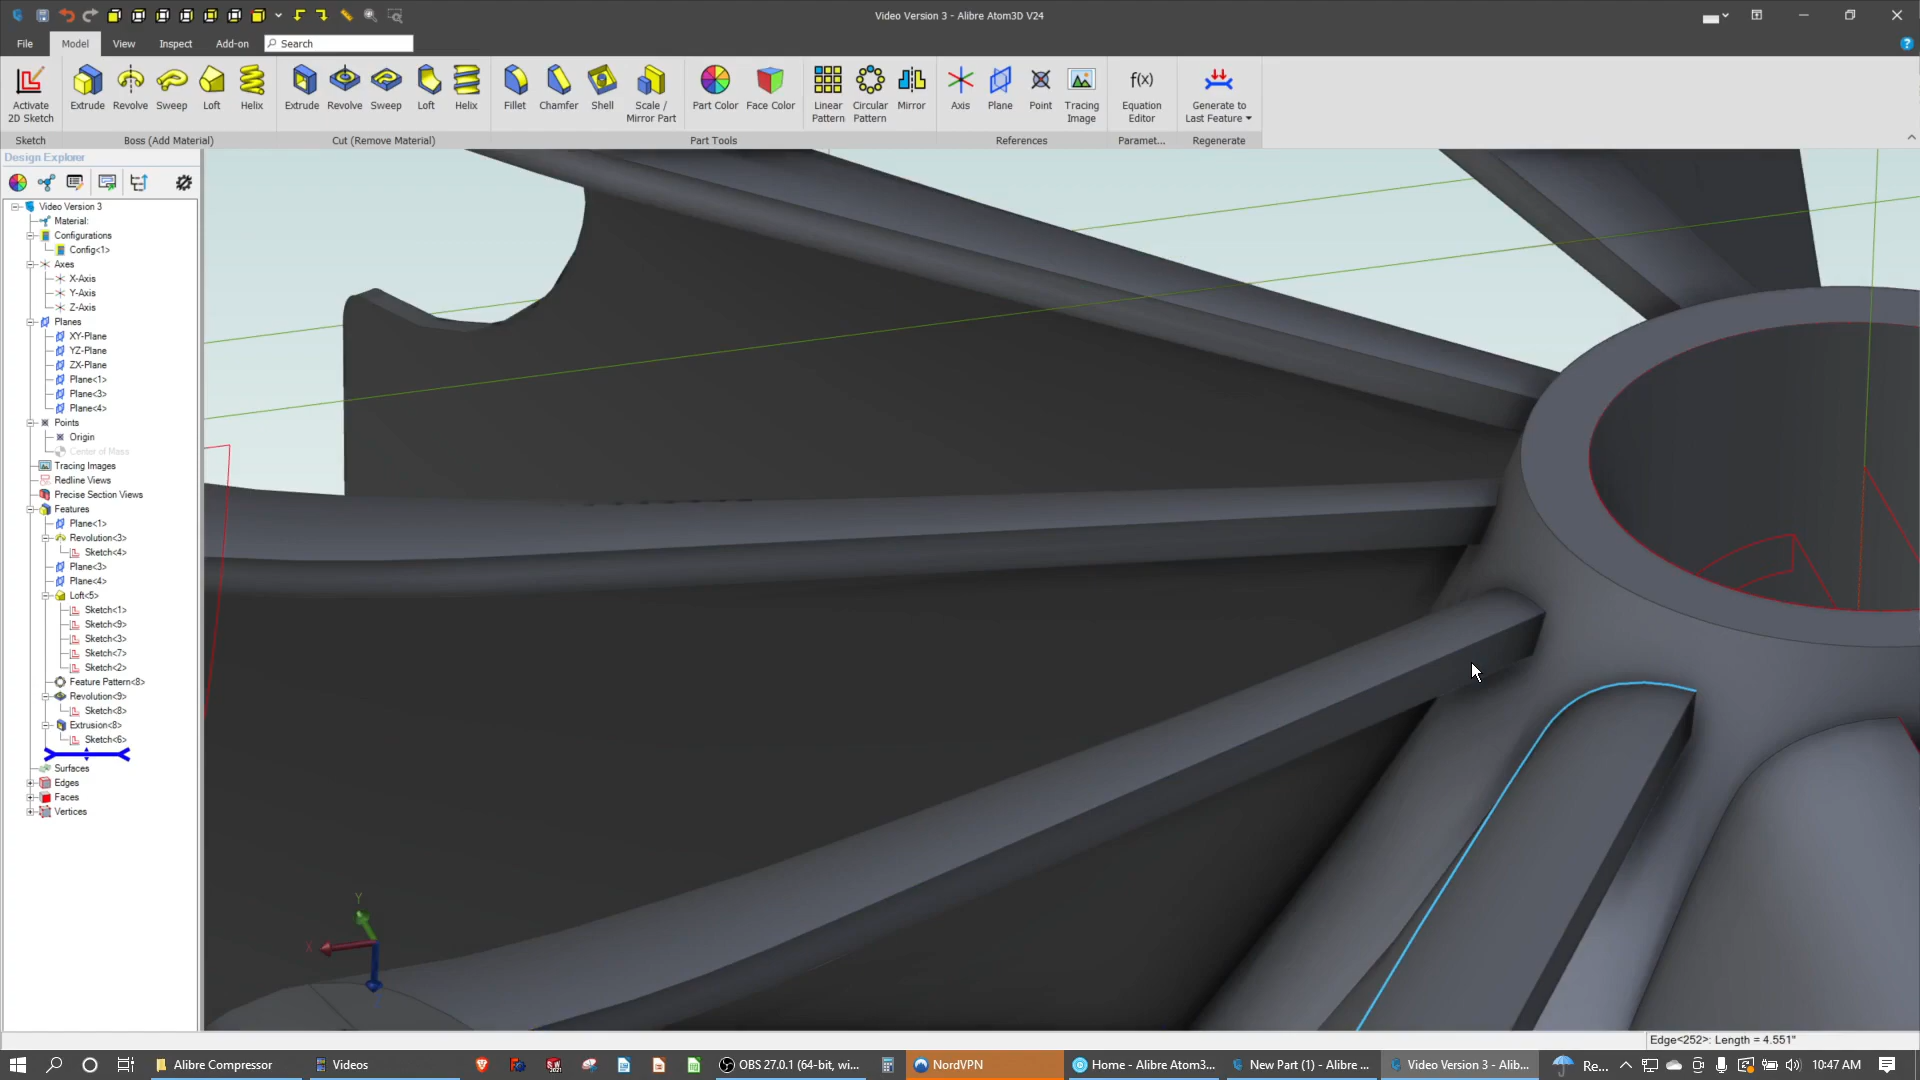 Video Version 3 - Alibre Atom3D V24
File Model View Inspect Add-on Search
Activate 2D Sketch
Extrude Revolve Sweep Loft Helix
Extrude Revolve Sweep Loft Helix
Fillet Chamfer Shell Scale / Mirror Part
Part Color Face Color
Linear Pattern Circular Pattern Mirror
Axis Plane Point Tracing Image
f(x)
Equation Editor
Generate to Last Feature
Sketch Boss (Add Material) Cut (Remove Material) Part Tools References Paramet... Regenerate
Design Explorer
Video Version 3
Material:
Configurations
Config<1>
Axes
X-Axis
Y-Axis
Z-Axis
Planes
XY-Plane
YZ-Plane
ZX-Plane
Plane<1>
Plane<3>
Plane<4>
Points
Origin
Center of Mass
Tracing Images
Redline Views
Precise Section Views
Features
Plane<1>
Revolution<3>
Sketch<4>
Plane<3>
Plane<4>
Loft<5>
Sketch<1>
Sketch<9>
Sketch<3>
Sketch<7>
Sketch<2>
Feature Pattern<8>
Revolution<9>
Sketch<8>
Extrusion<8>
Sketch<6>
Surfaces
Edges
Faces
Vertices
Y
X
Edge<252>: Length = 4.551"
Alibre Compressor Videos OBS 27.0.1 (64-bit, wi... NordVPN Home - Alibre Atom3... New Part (1) - Alibre ... Video Version 3 - Alib... Re... 10:47 AM